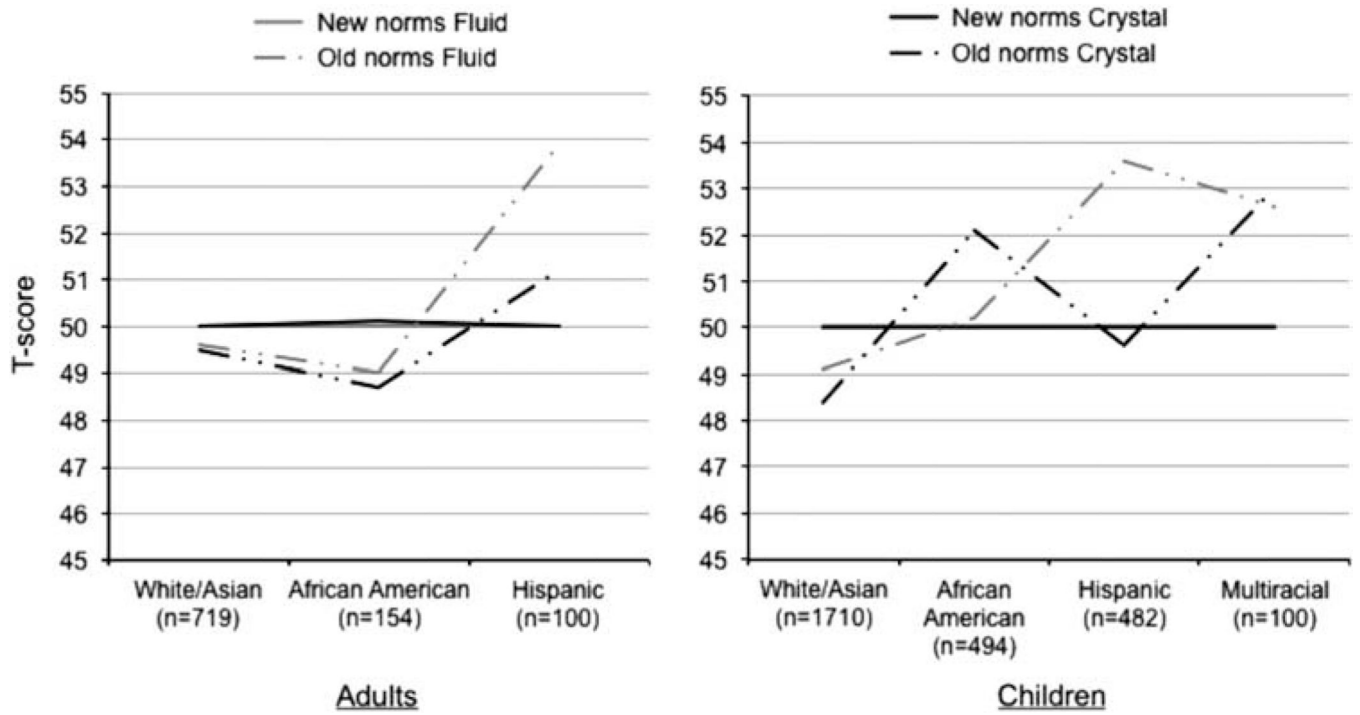 New norms Fluid
Old norms Fluid
New norms Crystal
Old norms Crystal
T-score
55
54
53
52
51
50
49
48
47
46
45
White/Asian
(n=719)
African American
(n=154)
Hispanic
(n=100)
Adults
55
54
53
52
51
50
49
48
47
46
45
White/Asian
(n=1710)
African
American
(n=494)
Hispanic
(n=482)
Multiracial
(n=100)
Children